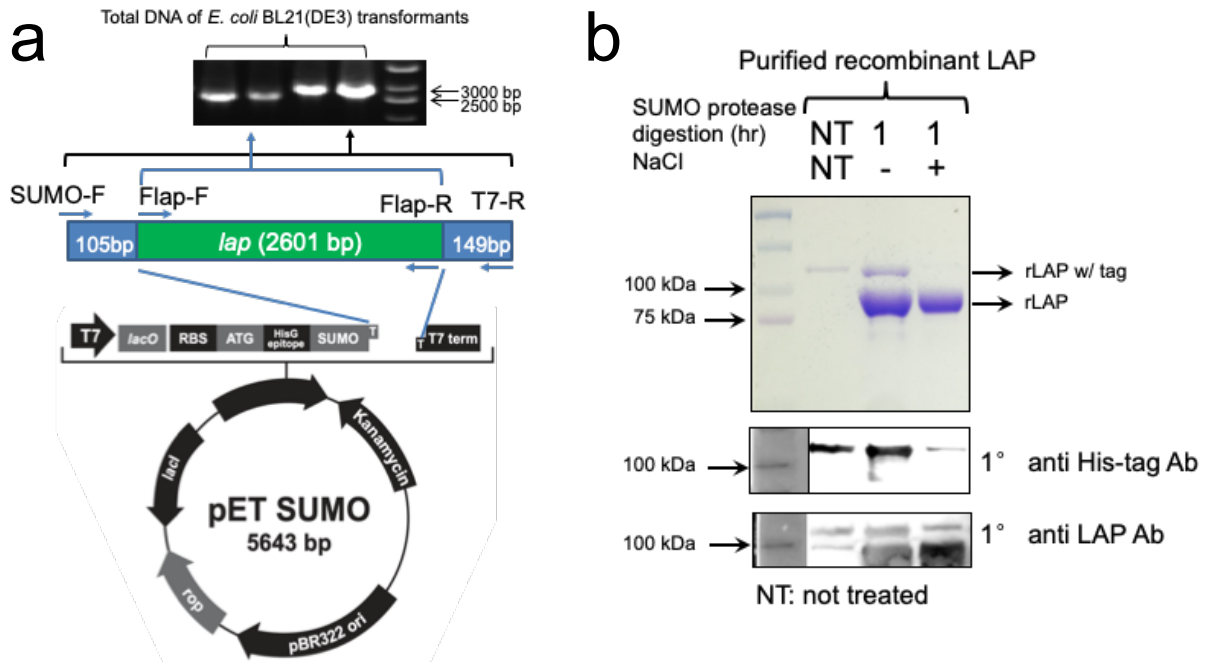 a
Total DNA of E. coli BL21(DE3) transformants
3000 bp
2500 bp
SUMO-F
Flap-F
Flap-R
T7-R
105bp
lap (2601 bp)
149bp
T7
lacO
RBS
ATG
HisG
epitope
SUMO
T
T
T7 term
Kanamycin
lacI
pET SUMO
5643 bp
rop
pBR322 ori
b
Purified recombinant LAP
SUMO protease
digestion (hr)
NT 1 1
NaCl
NT - +
100 kDa
75 kDa
rLAP w/ tag
rLAP
100 kDa
1° anti His-tag Ab
100 kDa
1° anti LAP Ab
NT: not treated